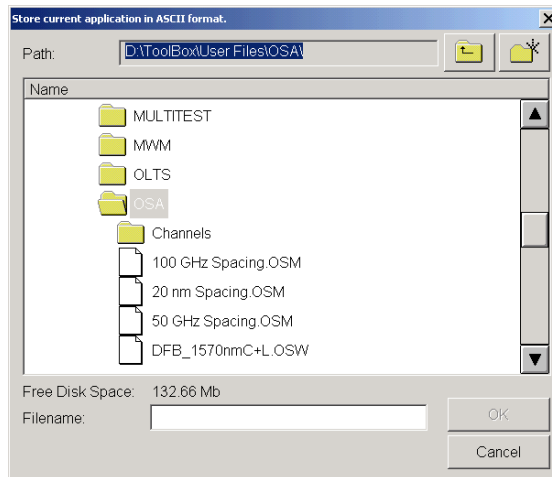 Store current application in ASCII format.
Path: D:\ToolBox\User Files\OSA\
Name
MULTITEST
MWM
OLTS
OSA
Channels
100 GHz Spacing.OSM
20 nm Spacing.OSM
50 GHz Spacing.OSM
DFB_1570nmC+L.OSW
Free Disk Space: 132.66 Mb
Filename:
OK
Cancel